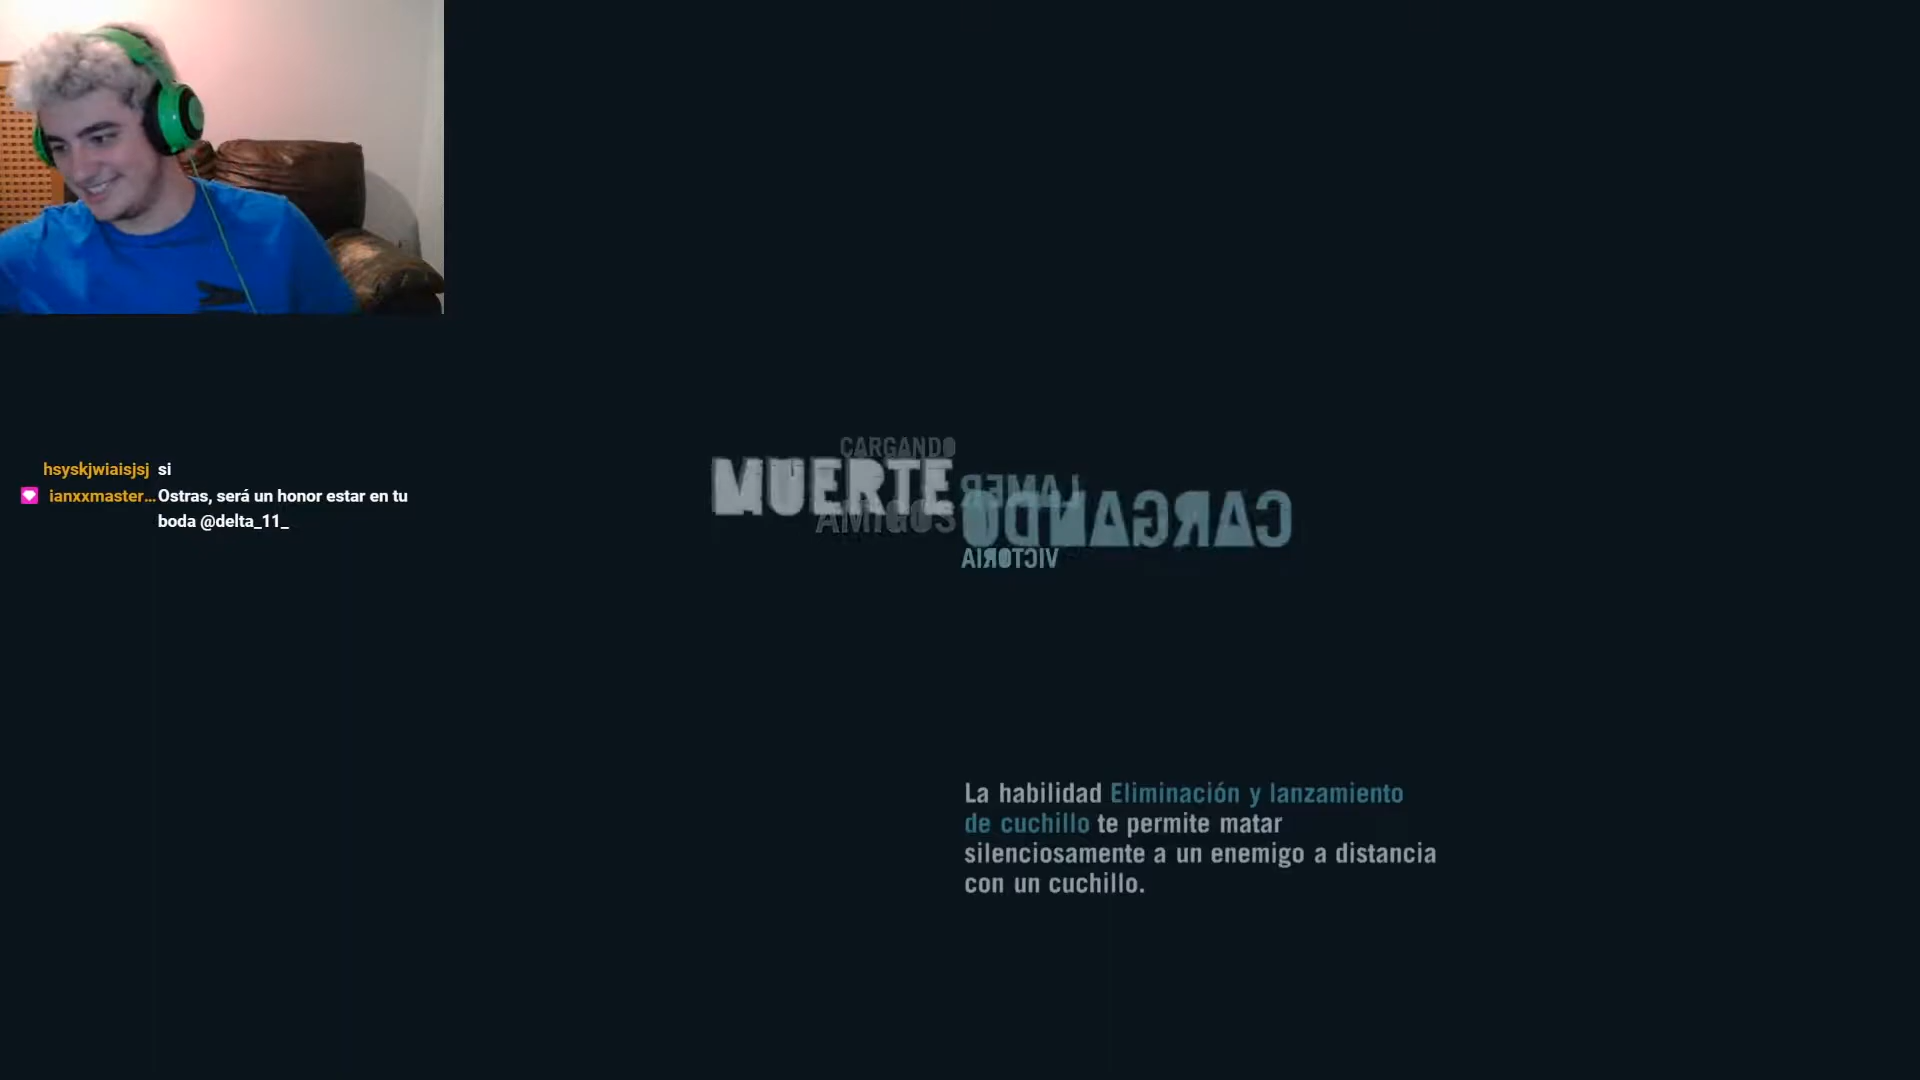 hsyskjwiaisjsj si
ianxxmaster… Ostras, será un honor estar en tu
boda @delta_11_
CARGANDO
MUERTE
AMIGOS
CARGANDO
VICTORIA
La habilidad Eliminación y lanzamiento
de cuchillo te permite matar
silenciosamente a un enemigo a distancia
con un cuchillo.